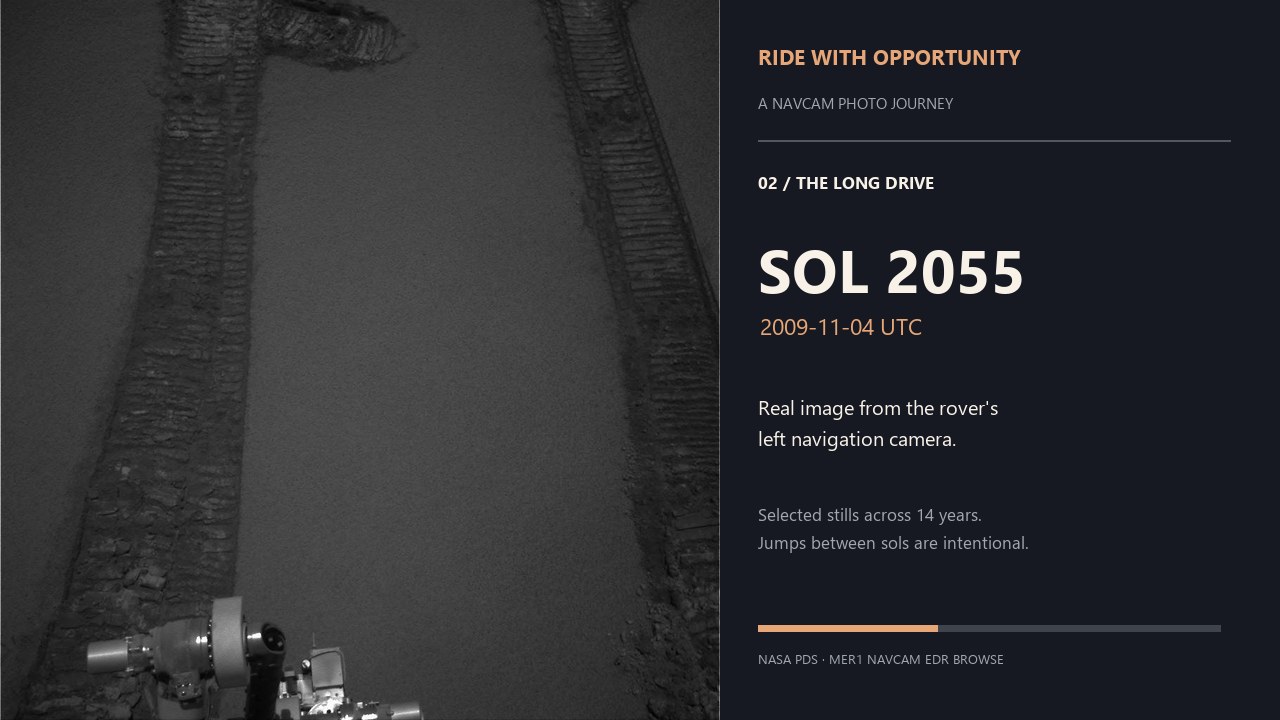 RIDE WITH OPPORTUNITY
A NAVCAM PHOTO JOURNEY
02 / THE LONG DRIVE
SOL 2055
2009-11-04 UTC
Real image from the rover's
left navigation camera.
Selected stills across 14 years.
Jumps between sols are intentional.
NASA PDS · MER1 NAVCAM EDR BROWSE